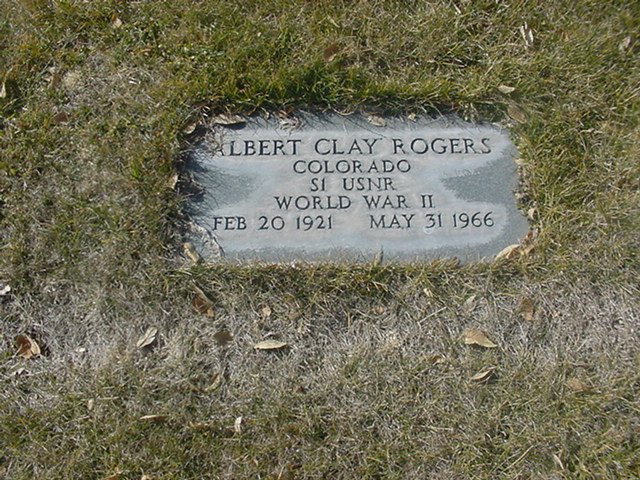 ALBERT CLAY ROGERS
COLORADO
S1 USNR
WORLD WAR II
FEB 20 1921 MAY 31 1966